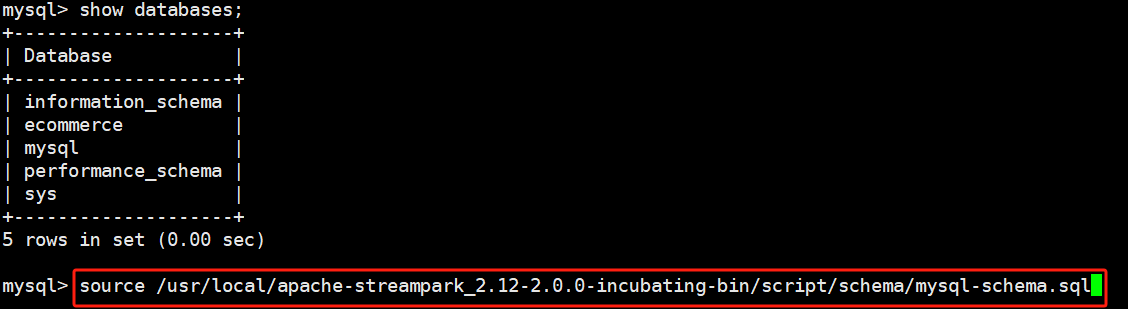 mysql> show databases;
+--------------------+
| Database           |
+--------------------+
| information_schema |
| ecommerce          |
| mysql              |
| performance_schema |
| sys                |
+--------------------+
5 rows in set (0.00 sec)
mysql> source /usr/local/apache-streampark_2.12-2.0.0-incubating-bin/script/schema/mysql-schema.sql